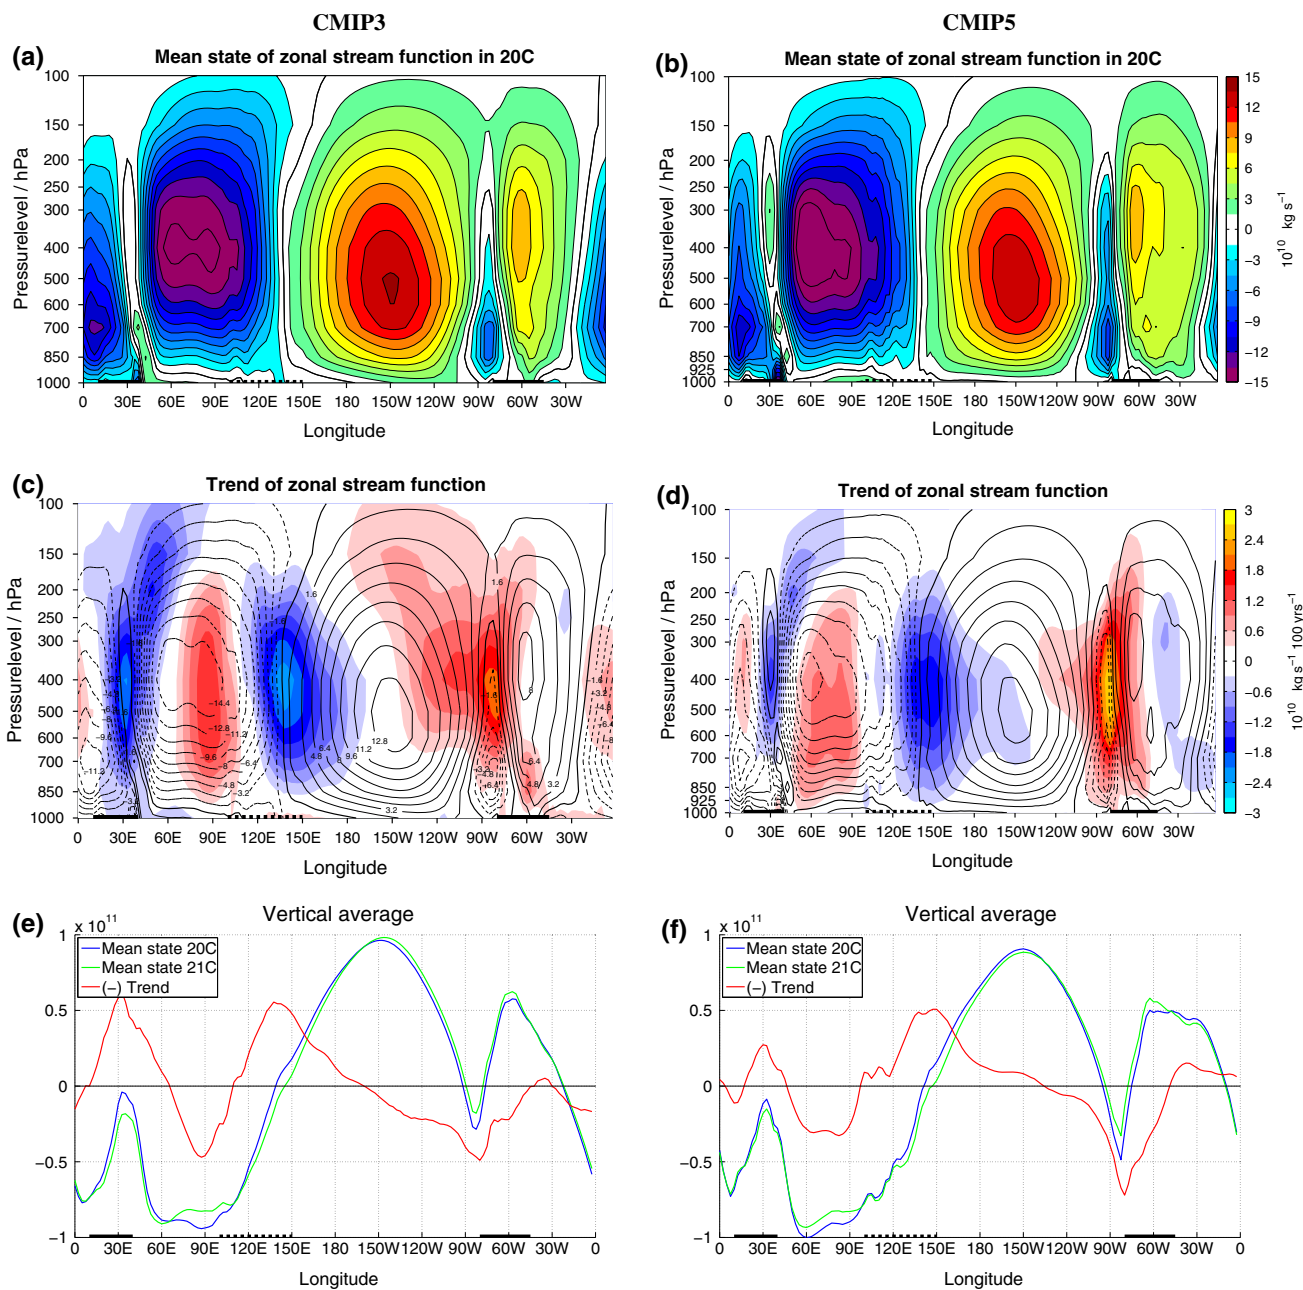 CMIP3
CMIP5
(a) Mean state of zonal stream function in 20C
100
150
200
250
300
400
500
600
700
850
1000
Pressurelevel / hPa
0 30E 60E 90E 120E 150E 180 150W 120W 90W 60W 30W
Longitude
(b) Mean state of zonal stream function in 20C
100
150
200
250
300
400
500
600
700
850
925
1000
Pressurelevel / hPa
0 30E 60E 90E 120E 150E 180 150W 120W 90W 60W 30W
Longitude
15
12
9
6
3
0
−3
−6
−9
−12
−15
10^10 kg s^−1
(c) Trend of zonal stream function
100
150
200
250
300
400
500
600
700
850
1000
Pressurelevel / hPa
0 30E 60E 90E 120E 150E 180 150W 120W 90W 60W 30W
Longitude
(d) Trend of zonal stream function
100
150
200
250
300
400
500
600
700
850
925
1000
Pressurelevel / hPa
0 30E 60E 90E 120E 150E 180 150W 120W 90W 60W 30W
Longitude
3
2.4
1.8
1.2
0.6
0
−0.6
−1.2
−1.8
−2.4
−3
10^10 kg s^−1 100 yrs^−1
(e) Vertical average
x 10^11
1
0.5
0
−0.5
−1
Mean state 20C
Mean state 21C
(−) Trend
0 30E 60E 90E 120E 150E 180 150W 120W 90W 60W 30W 0
Longitude
(f) Vertical average
x 10^11
1
0.5
0
−0.5
−1
Mean state 20C
Mean state 21C
(−) Trend
0 30E 60E 90E 120E 150E 180 150W 120W 90W 60W 30W 0
Longitude